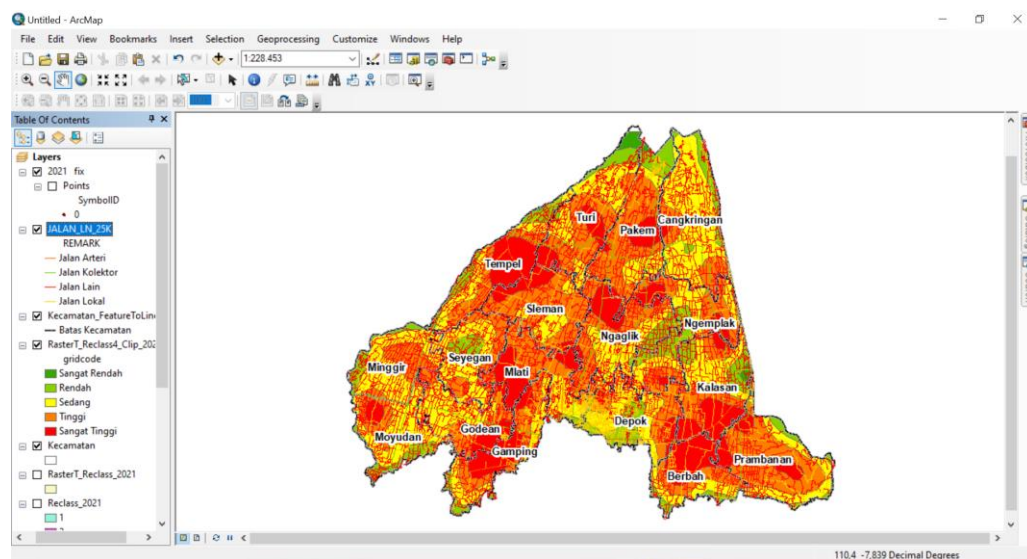 Untitled - ArcMap
File Edit View Bookmarks Insert Selection Geoprocessing Customize Windows Help
1:228.453
Table Of Contents
Layers
2021 fix
Points
SymbolID
0
JALAN_LN_25K
REMARK
Jalan Arteri
Jalan Kolektor
Jalan Lain
Jalan Lokal
Kecamatan_FeatureToLin
Batas Kecamatan
RasterT_Reclass4_Clip_202
gridcode
Sangat Rendah
Rendah
Sedang
Tinggi
Sangat Tinggi
Kecamatan
RasterT_Reclass_2021
Reclass_2021
1
Turi
Pakem
Cangkringan
Tempel
Sleman
Ngaglik
Ngemplak
Minggir
Seyegan
Mlati
Kalasan
Moyudan
Godean
Depok
Gamping
Prambanan
Berbah
110,4 -7,839 Decimal Degrees